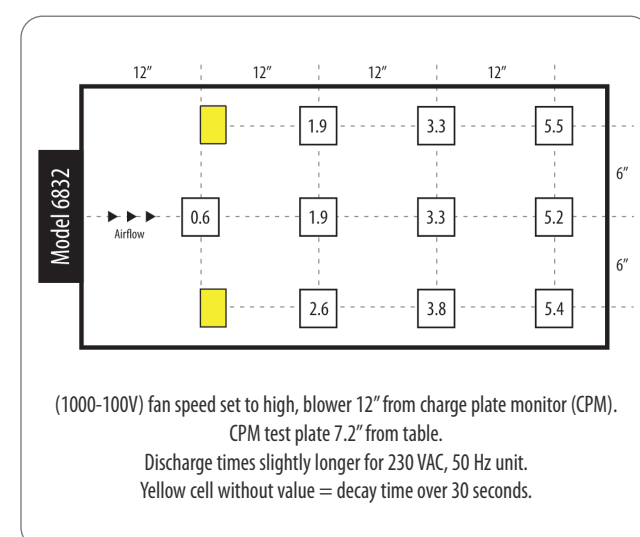 12″ 12″ 12″ 12″
1.9 3.3 5.5
6″
Model 6832
0.6 1.9 3.3 5.2
Airflow
6″
2.6 3.8 5.4
(1000-100V) fan speed set to high, blower 12″ from charge plate monitor (CPM).
CPM test plate 7.2″ from table.
Discharge times slightly longer for 230 VAC, 50 Hz unit.
Yellow cell without value = decay time over 30 seconds.